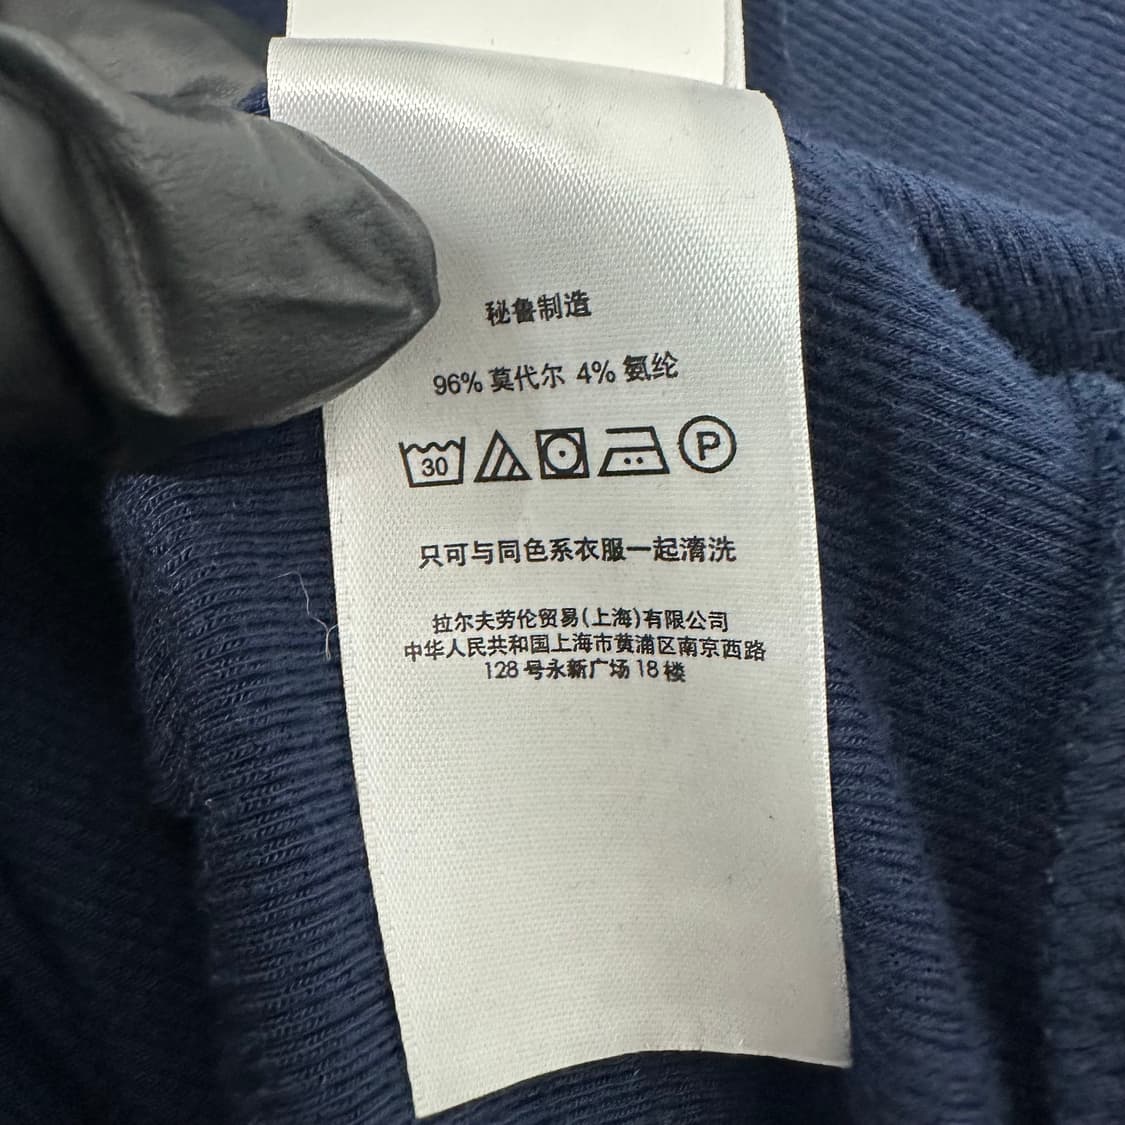 秘鲁制造
96% 莫代尔 4% 氨纶
30 P
只可与同色系衣服一起清洗
拉尔夫劳伦贸易(上海)有限公司
中华人民共和国上海市黄浦区南京西路
128 号永新广场 18 楼